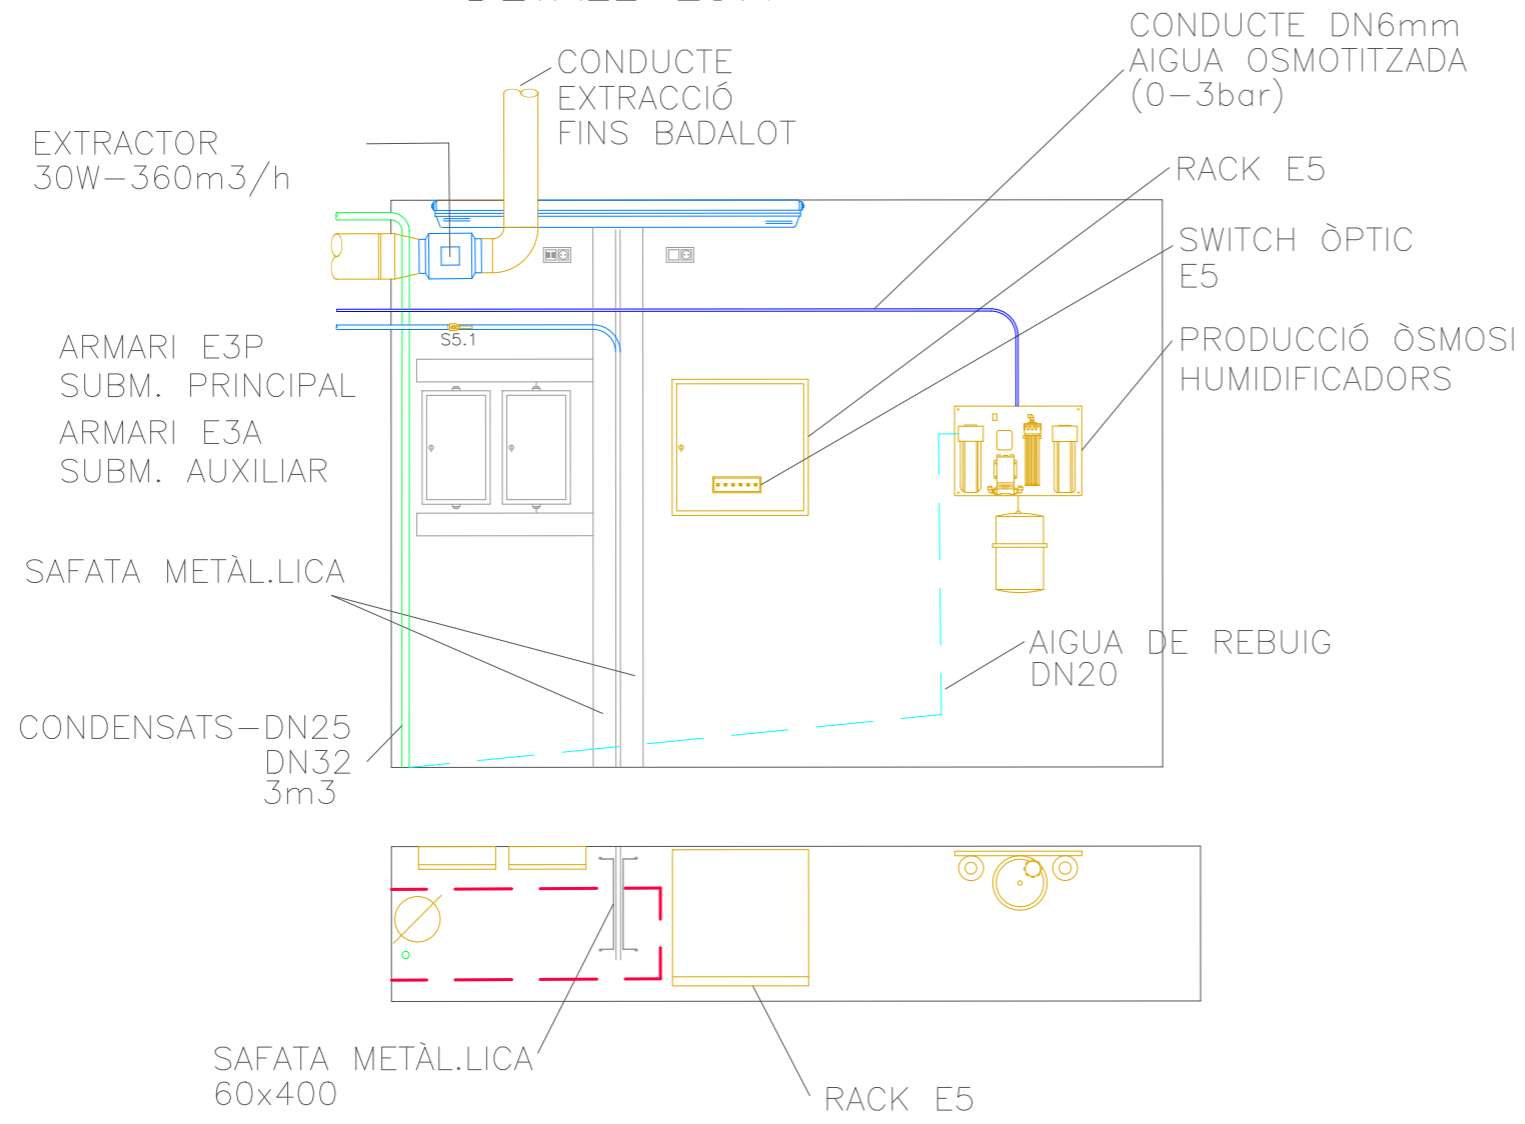 CONDUCTE DN6mm
AIGUA OSMOTITZADA
(0-3bar)
CONDUCTE
EXTRACCIÓ
FINS BADALOT
EXTRACTOR
30W-360m3/h
RACK E5
SWITCH ÒPTIC
E5
PRODUCCIÓ ÒSMOSI
HUMIDIFICADORS
S5.1
ARMARI E3P
SUBM. PRINCIPAL
ARMARI E3A
SUBM. AUXILIAR
SAFATA METÀL.LICA
AIGUA DE REBUIG
DN20
CONDENSATS-DN25
DN32
3m3
SAFATA METÀL.LICA
60x400
RACK E5